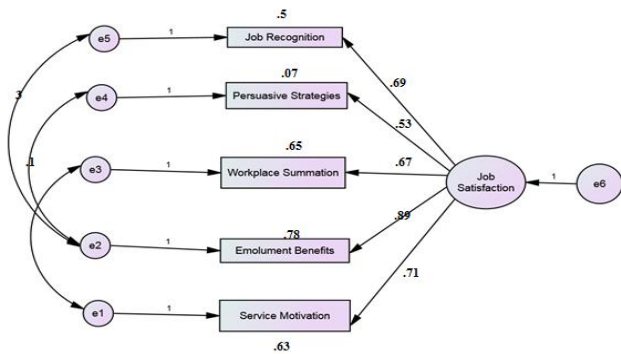 .5
e5
1
Job Recognition
.07
3
e4
1
Persuasive Strategies
.69
.53
.65
.1
e3
1
Workplace Summation
.67
Job
Satisfaction
1
e6
.78
.89
e2
1
Emolument Benefits
.71
e1
1
Service Motivation
.63